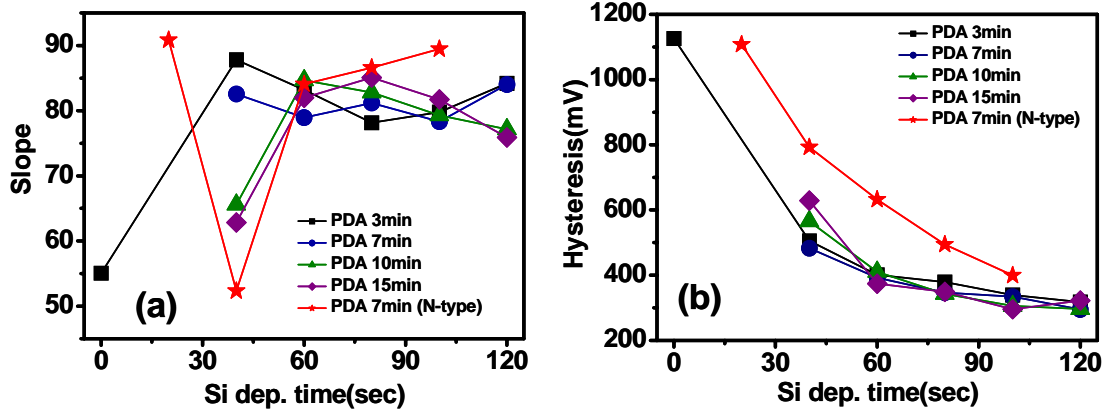 90
80
70
60
50
Slope
0 30 60 90 120
Si dep. time(sec)
PDA 3min
PDA 7min
PDA 10min
PDA 15min
PDA 7min (N-type)
(a)
1200
1000
800
600
400
200
Hysteresis(mV)
0 30 60 90 120
Si dep. time(sec)
PDA 3min
PDA 7min
PDA 10min
PDA 15min
PDA 7min (N-type)
(b)